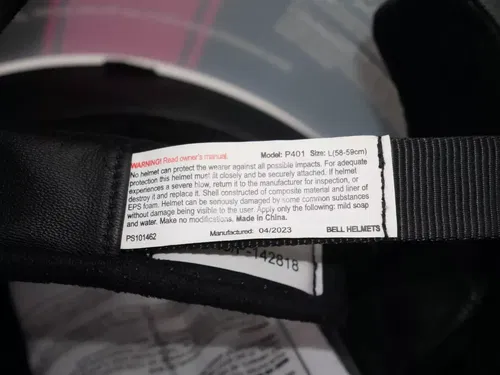 WARNING! Read owner's manual. Model: P401 Size: L(58-59cm)
No helmet can protect the wearer against all possible impacts. For adequate
protection this helmet must fit closely and be securely attached. If helmet
experiences a severe blow, return it to the manufacturer for inspection, or
destroy it and replace it. Shell constructed of composite material and liner of
EPS foam. Helmet can be seriously damaged by some common substances
without damage being visible to the user. Apply only the following: mild soap
and water. Make no modifications. Made in China.
PS101462 Manufactured: 04/2023 BELL HELMETS
-142818